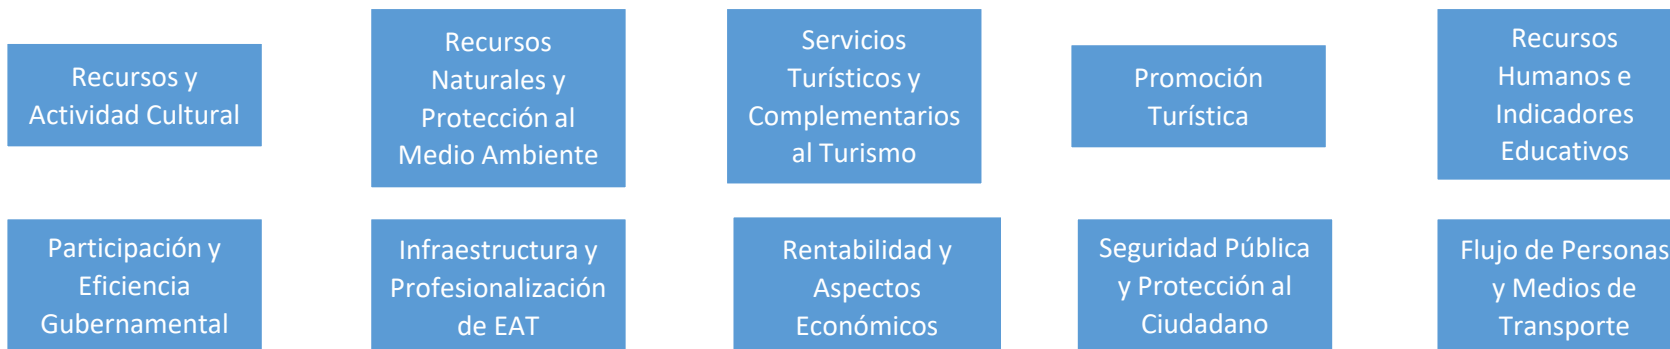 Recursos y
Actividad Cultural
Recursos
Naturales y
Protección al
Medio Ambiente
Servicios
Turísticos y
Complementarios
al Turismo
Promoción
Turística
Recursos
Humanos e
Indicadores
Educativos
Participación y
Eficiencia
Gubernamental
Infraestructura y
Profesionalización
de EAT
Rentabilidad y
Aspectos
Económicos
Seguridad Pública
y Protección al
Ciudadano
Flujo de Personas
y Medios de
Transporte